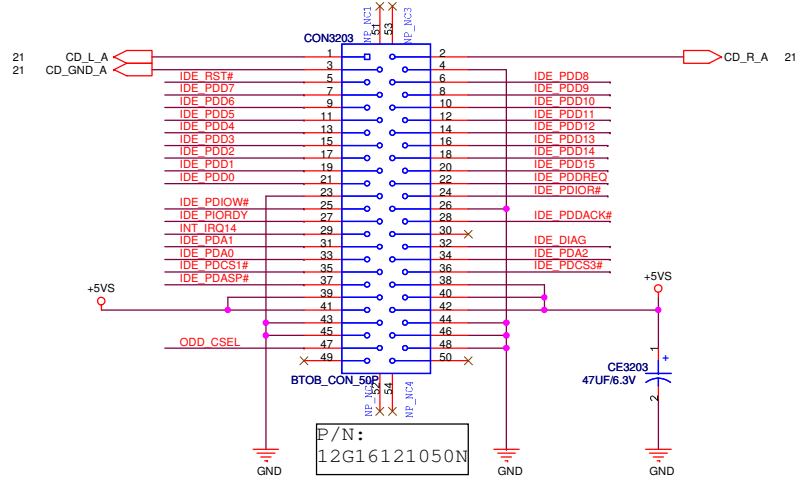 NP_NC1 51 53 NP_NC3
CON3203
21 CD_L_A 1 2 CD_R_A 21
21 CD_GND_A 3 4
IDE_RST# 5 6 IDE_PDD8
IDE_PDD7 7 8 IDE_PDD9
IDE_PDD6 9 10 IDE_PDD10
IDE_PDD5 11 12 IDE_PDD11
IDE_PDD4 13 14 IDE_PDD12
IDE_PDD3 15 16 IDE_PDD13
IDE_PDD2 17 18 IDE_PDD14
IDE_PDD1 19 20 IDE_PDD15
IDE_PDD0 21 22 IDE_PDDREQ
23 24 IDE_PDIOR#
IDE_PDIOW# 25 26
IDE_PIORDY 27 28 IDE_PDDACK#
INT_IRQ14 29 30
IDE_PDA1 31 32 IDE_DIAG
IDE_PDA0 33 34 IDE_PDA2
IDE_PDCS1# 35 36 IDE_PDCS3#
IDE_PDASP# 37 38
+5VS 39 40 +5VS
41 42
43 44
45 46
ODD_CSEL 47 48 1 +
49 50 CE3203
BTOB_CON_50P 47UF/6.3V
NP_NC2 52 54 NP_NC4 2
P/N:
12G16121050N
GND GND GND